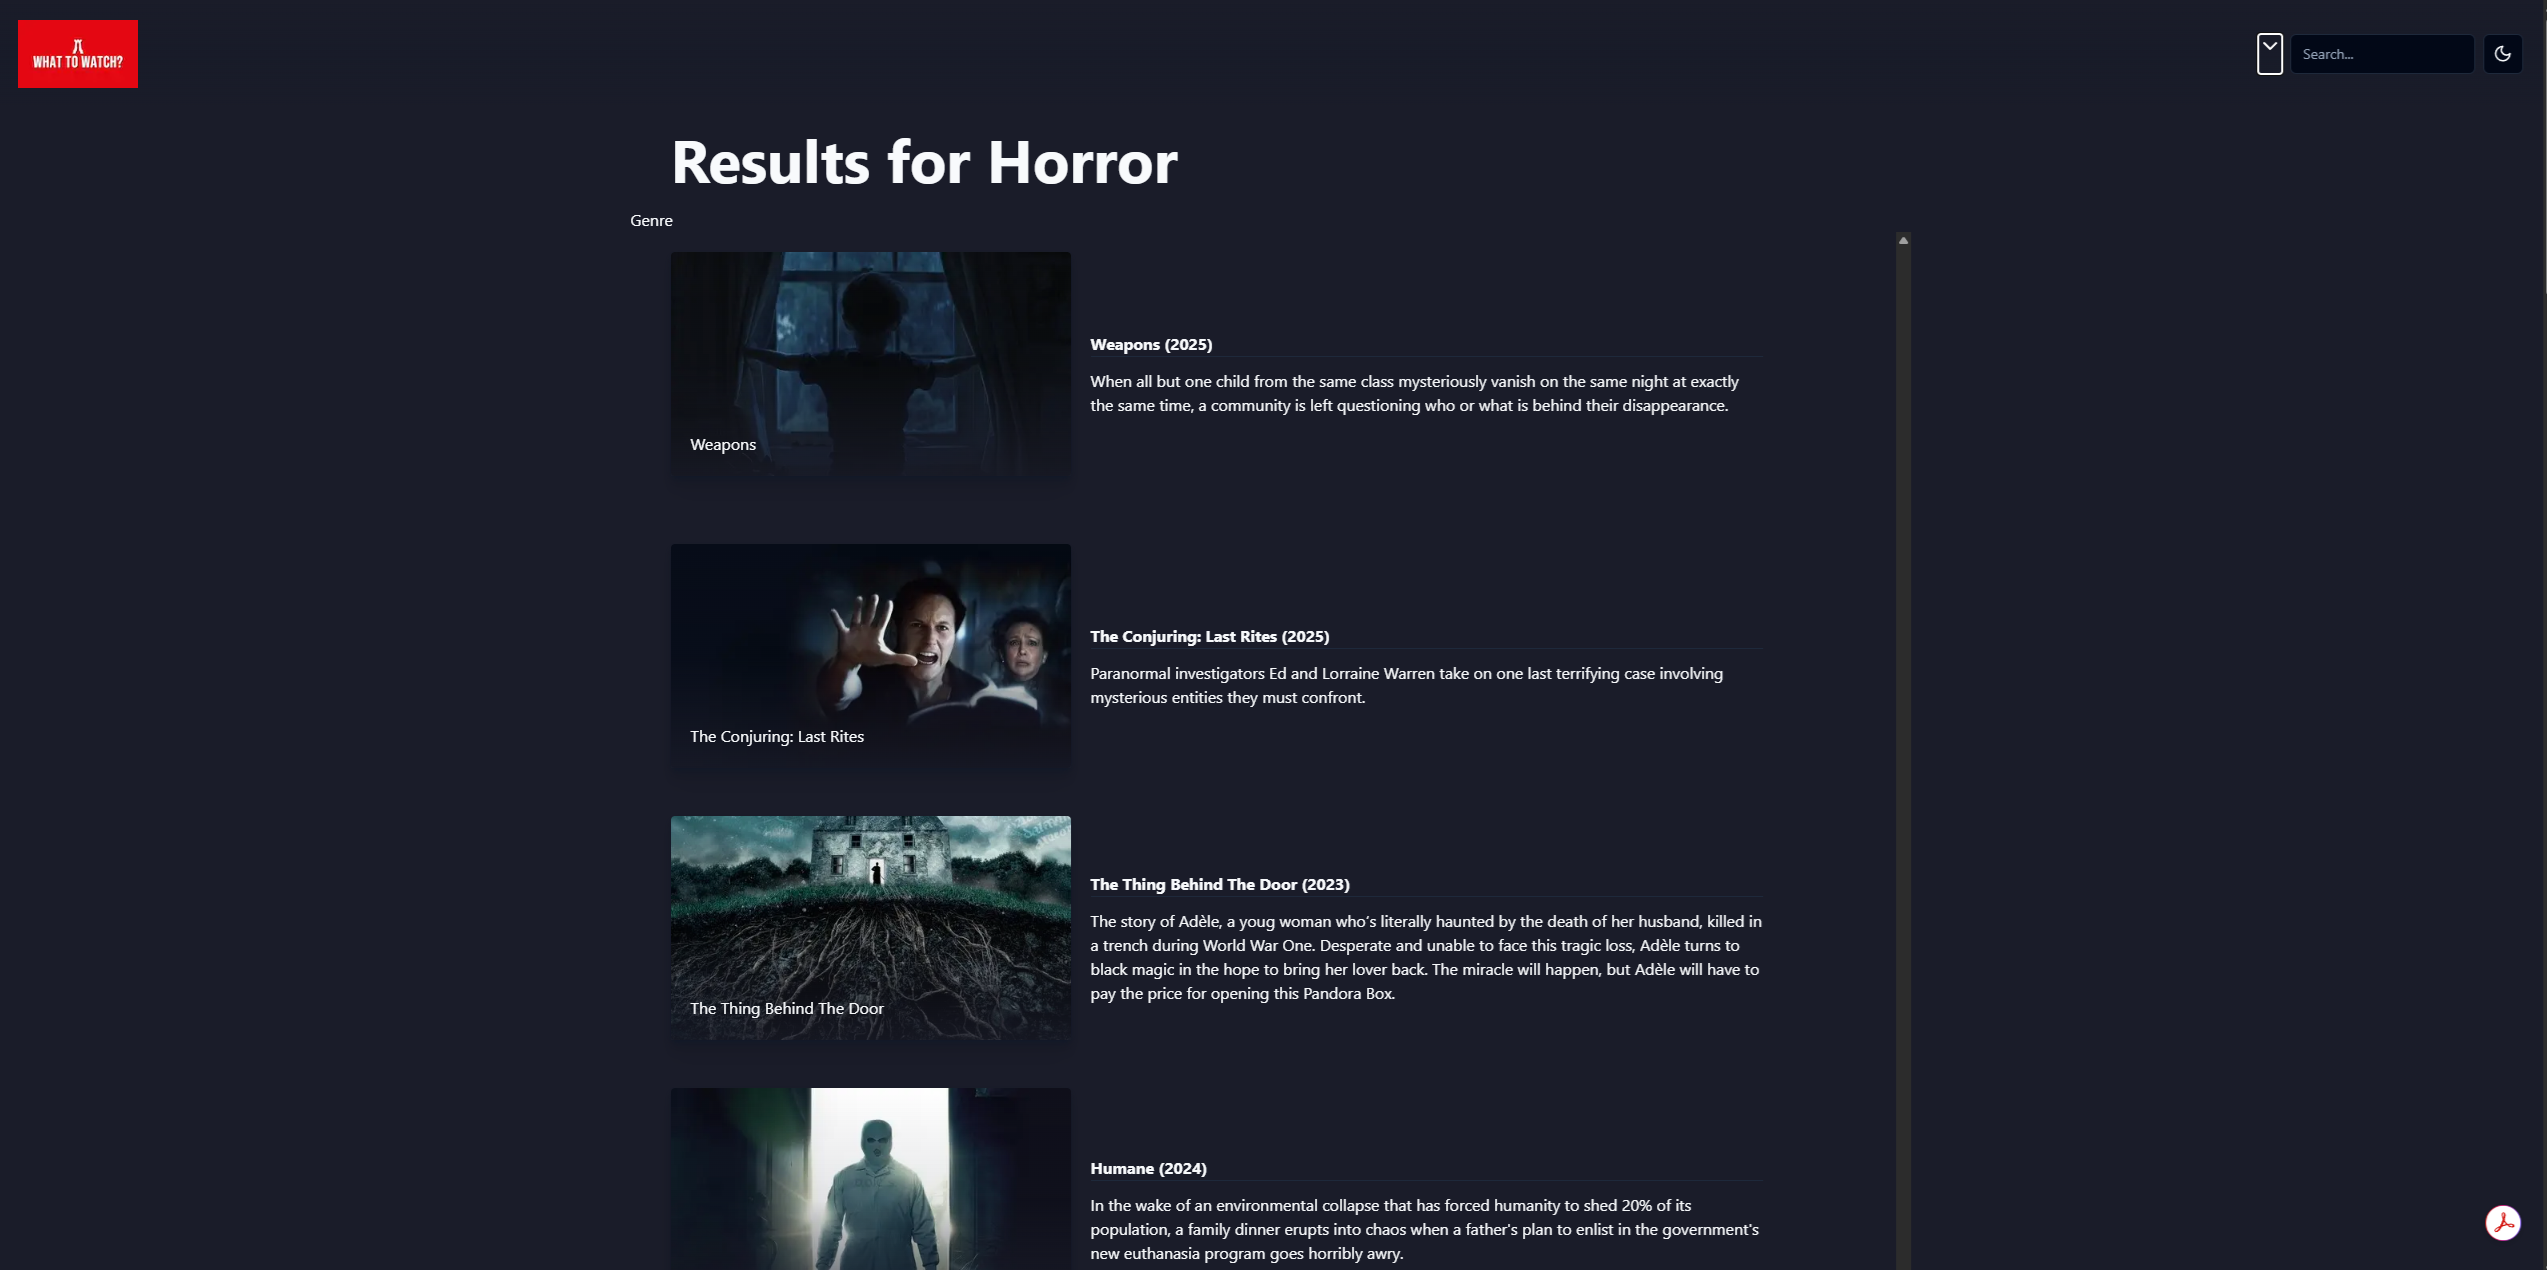 WHAT TO WATCH?
Search...
Results for Horror
Genre
Weapons
Weapons (2025)
When all but one child from the same class mysteriously vanish on the same night at exactly
the same time, a community is left questioning who or what is behind their disappearance.
The Conjuring: Last Rites
The Conjuring: Last Rites (2025)
Paranormal investigators Ed and Lorraine Warren take on one last terrifying case involving
mysterious entities they must confront.
The Thing Behind The Door
The Thing Behind The Door (2023)
The story of Adèle, a youg woman who’s literally haunted by the death of her husband, killed in
a trench during World War One. Desperate and unable to face this tragic loss, Adèle turns to
black magic in the hope to bring her lover back. The miracle will happen, but Adèle will have to
pay the price for opening this Pandora Box.
Humane (2024)
In the wake of an environmental collapse that has forced humanity to shed 20% of its
population, a family dinner erupts into chaos when a father's plan to enlist in the government's
new euthanasia program goes horribly awry.